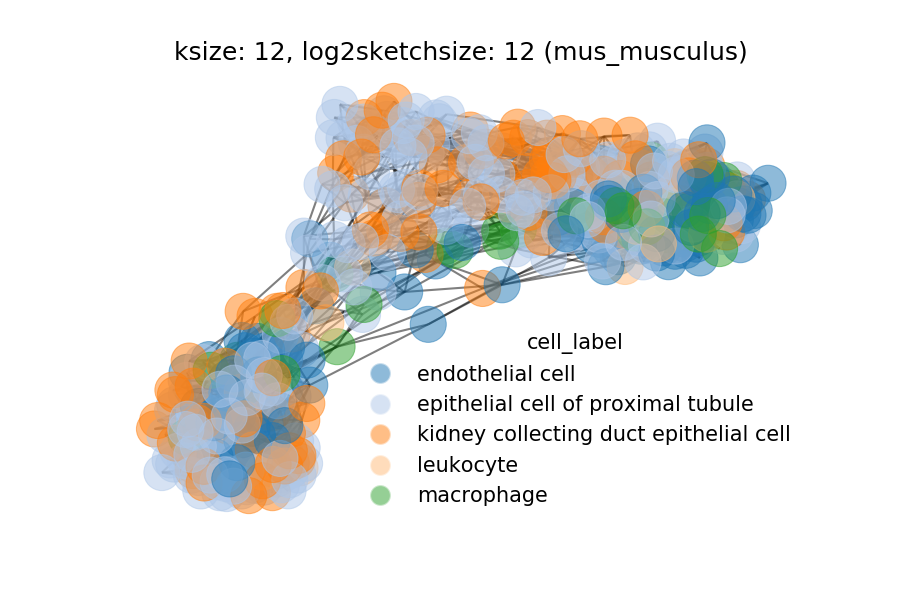 ksize: 12, log2sketchsize: 12 (mus_musculus)
cell_label
endothelial cell
epithelial cell of proximal tubule
kidney collecting duct epithelial cell
leukocyte
macrophage